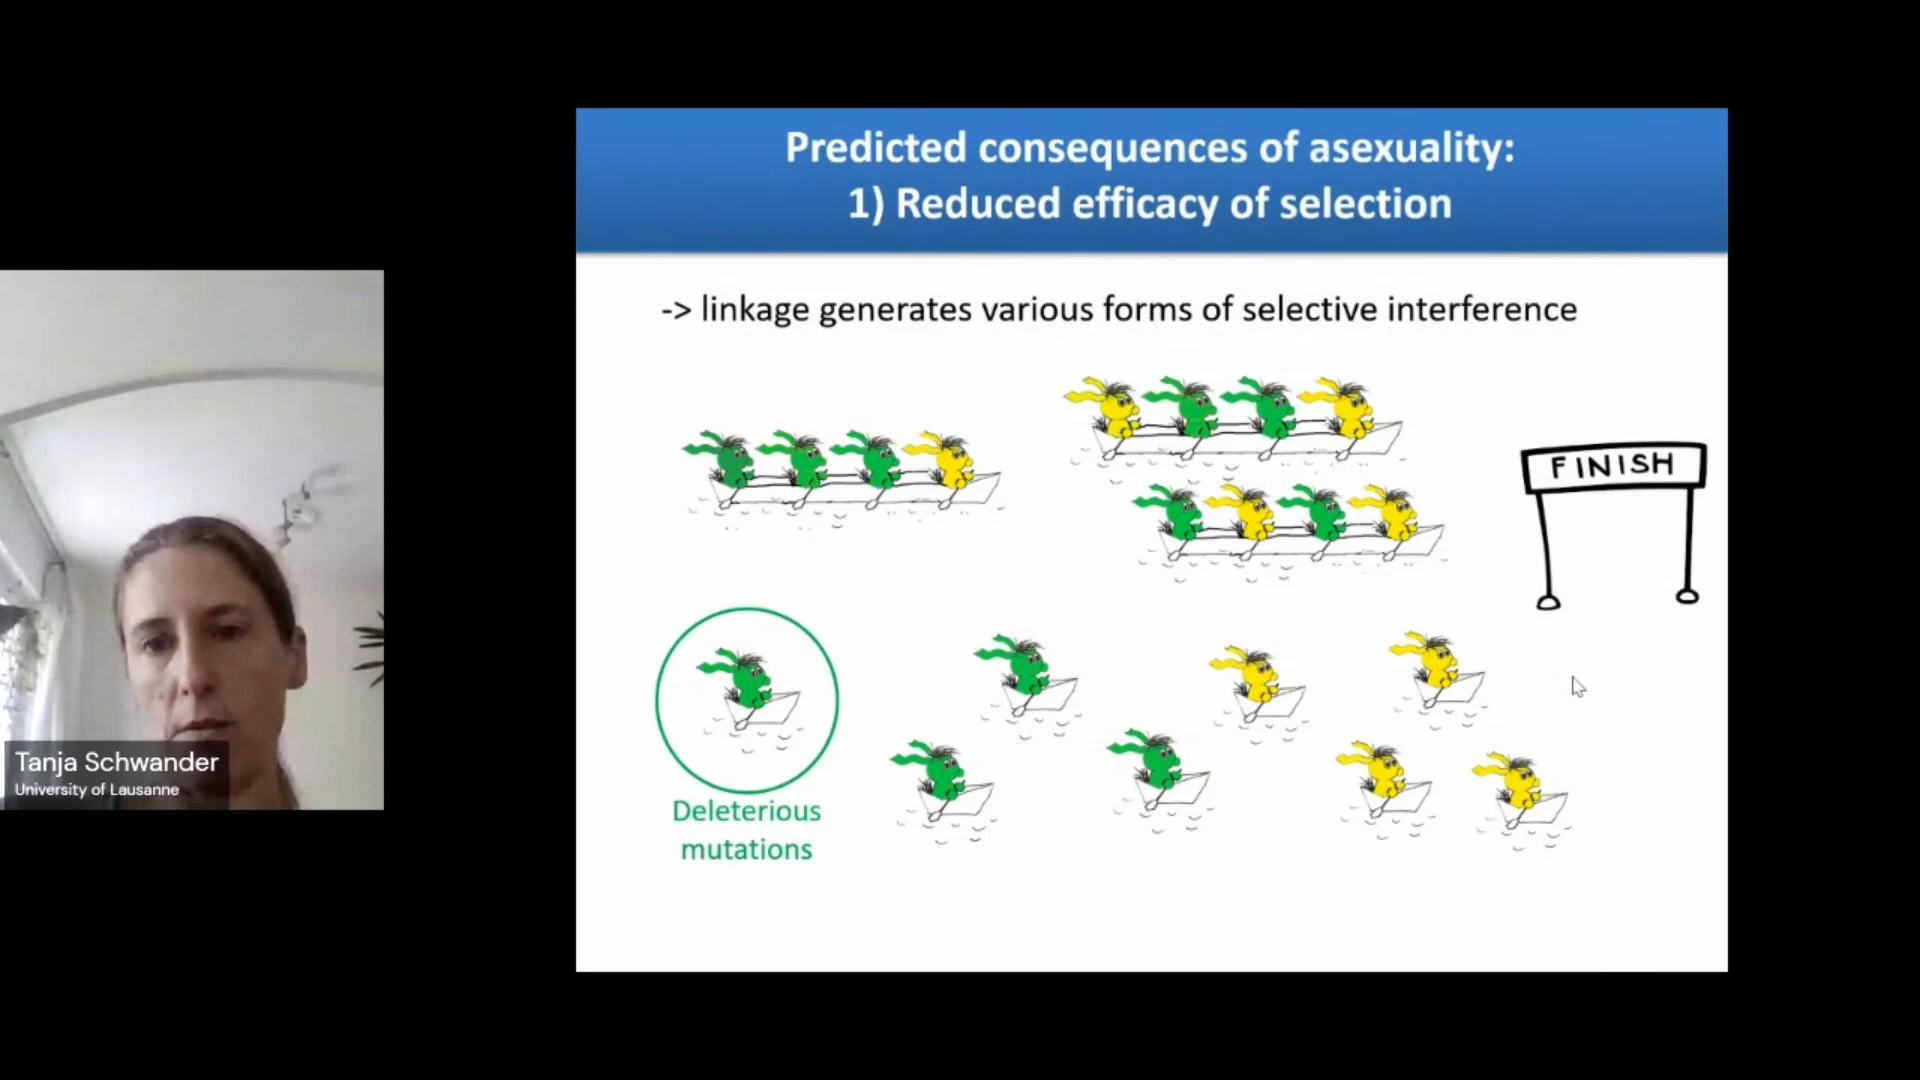 Predicted consequences of asexuality:
1) Reduced efficacy of selection
-> linkage generates various forms of selective interference
FINISH
Deleterious
mutations
Tanja Schwander
University of Lausanne